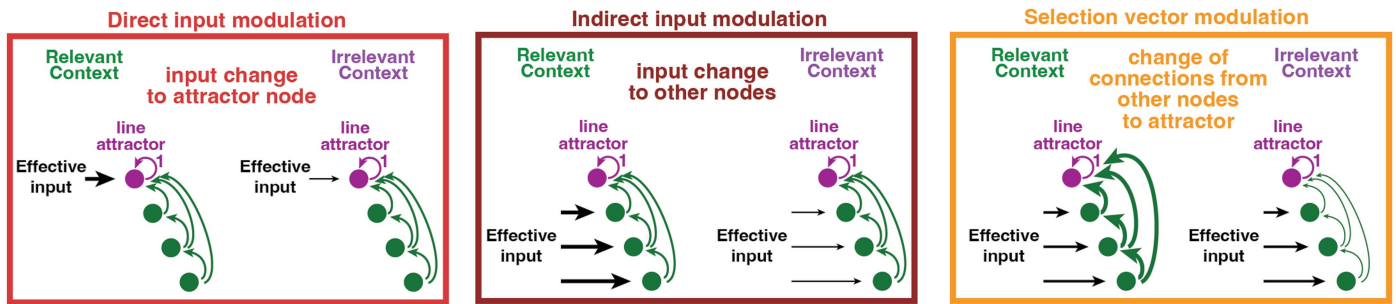 Direct input modulation
Relevant
Context
Irrelevant
Context
input change
to attractor node
line
attractor
1
Effective
input
line
attractor
1
Effective
input
Indirect input modulation
Relevant
Context
Irrelevant
Context
input change
to other nodes
line
attractor
1
Effective
input
line
attractor
1
Effective
input
Selection vector modulation
Relevant
Context
Irrelevant
Context
change of
connections from
other nodes
to attractor
line
attractor
1
Effective
input
line
attractor
1
Effective
input